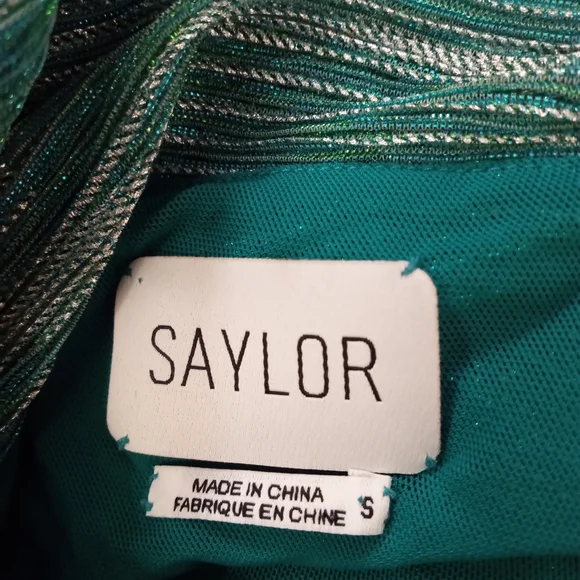 SAYLOR
MADE IN CHINA
FABRIQUE EN CHINE
S